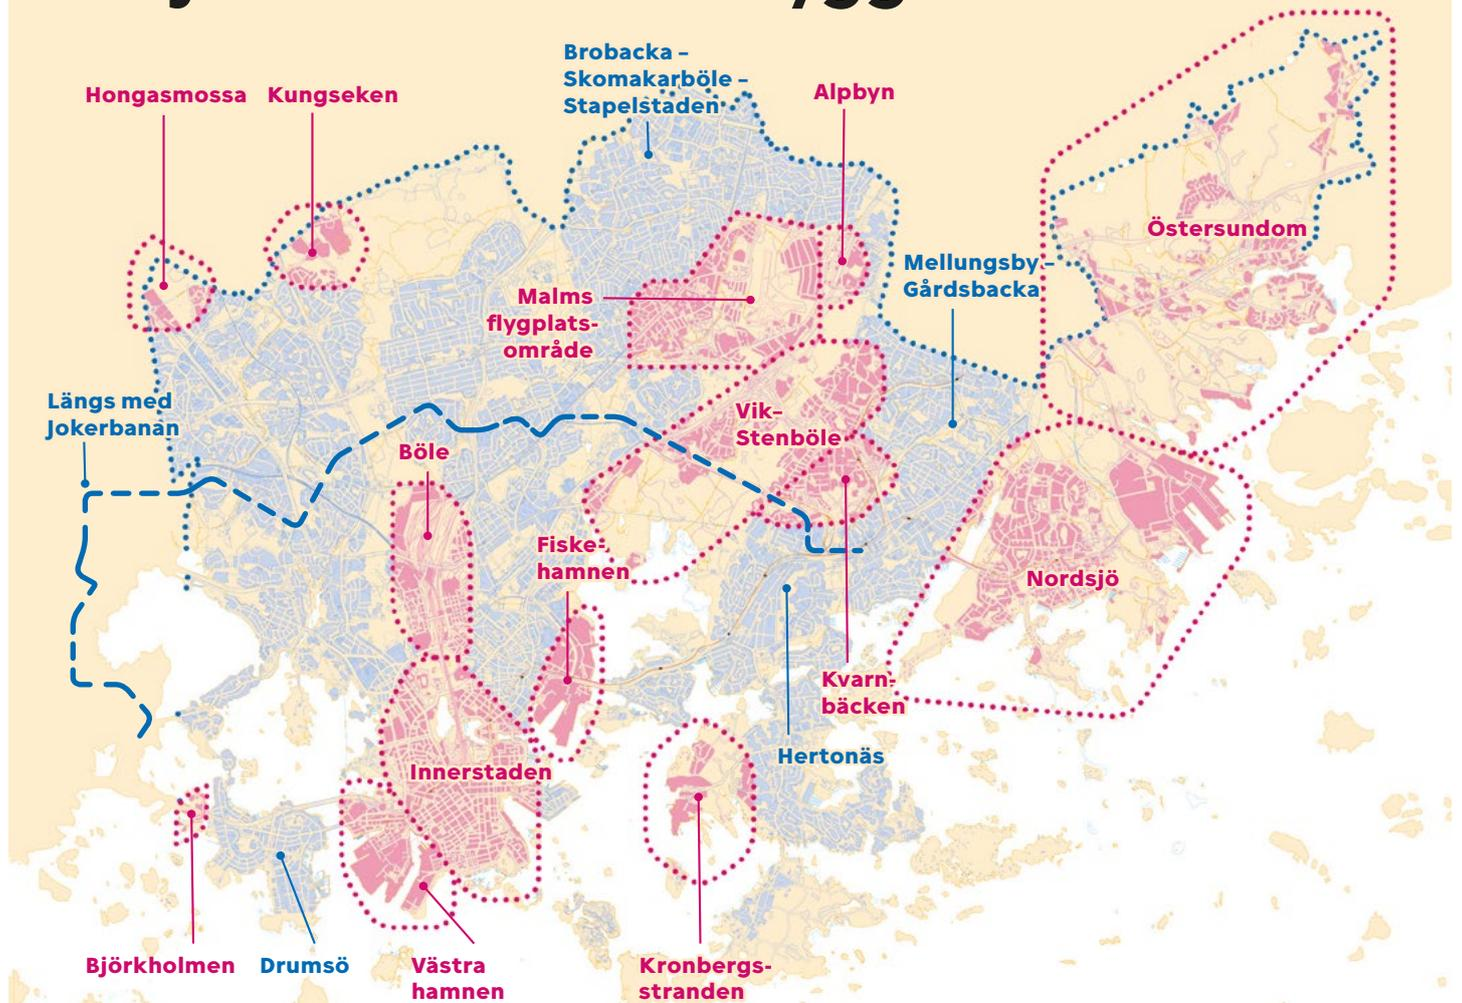 Hongasmossa
Kungseken
Brobacka –
Skomakarböle –
Stapelstaden
Alpbyn
Östersundom
Mellungsby –
Gårdsbacka
Malms
flygplats-
område
Längs med
Jokerbanan
Vik–
Stenböle
Böle
Fiske-
hamnen
Nordsjö
Kvarn-
bäcken
Hertonäs
Innerstaden
Björkholmen
Drumsö
Västra
hamnen
Kronbergs-
stranden